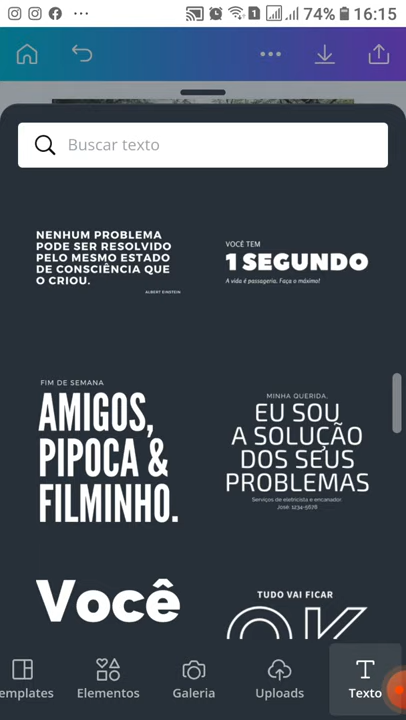 74% 16:15
Buscar texto
NENHUM PROBLEMA
PODE SER RESOLVIDO
PELO MESMO ESTADO
DE CONSCIÊNCIA QUE
O CRIOU.
ALBERT EINSTEIN
VOCÊ TEM
1 SEGUNDO
A vida é passageira. Faça o máximo!
FIM DE SEMANA
AMIGOS,
PIPOCA &
FILMINHO.
MINHA QUERIDA,
EU SOU
A SOLUÇÃO
DOS SEUS
PROBLEMAS
Serviços de eletricista e encanador.
José: 1234-5678
Você
TUDO VAI FICAR
OK
emplates
Elementos
Galeria
Uploads
Texto